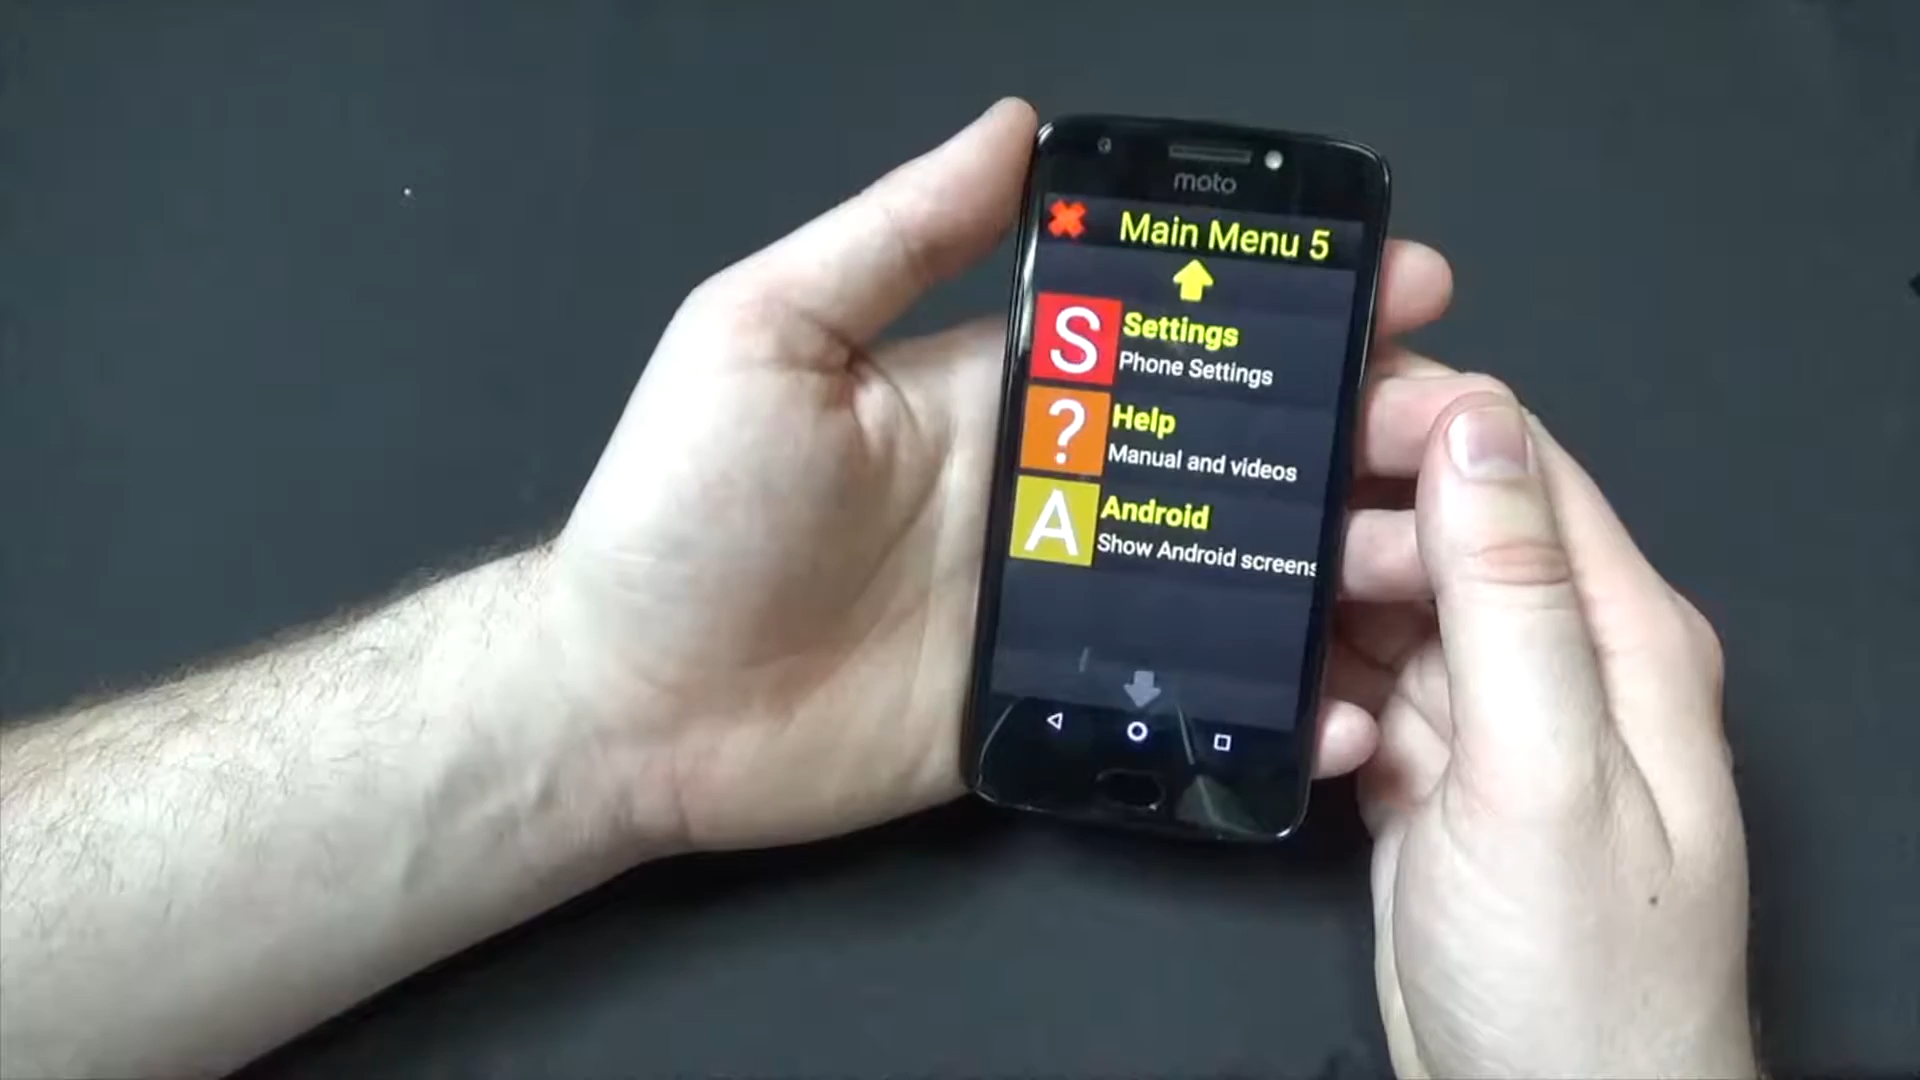 moto
Main Menu 5
S
Settings
Phone Settings
?
Help
Manual and videos
A
Android
Show Android screens